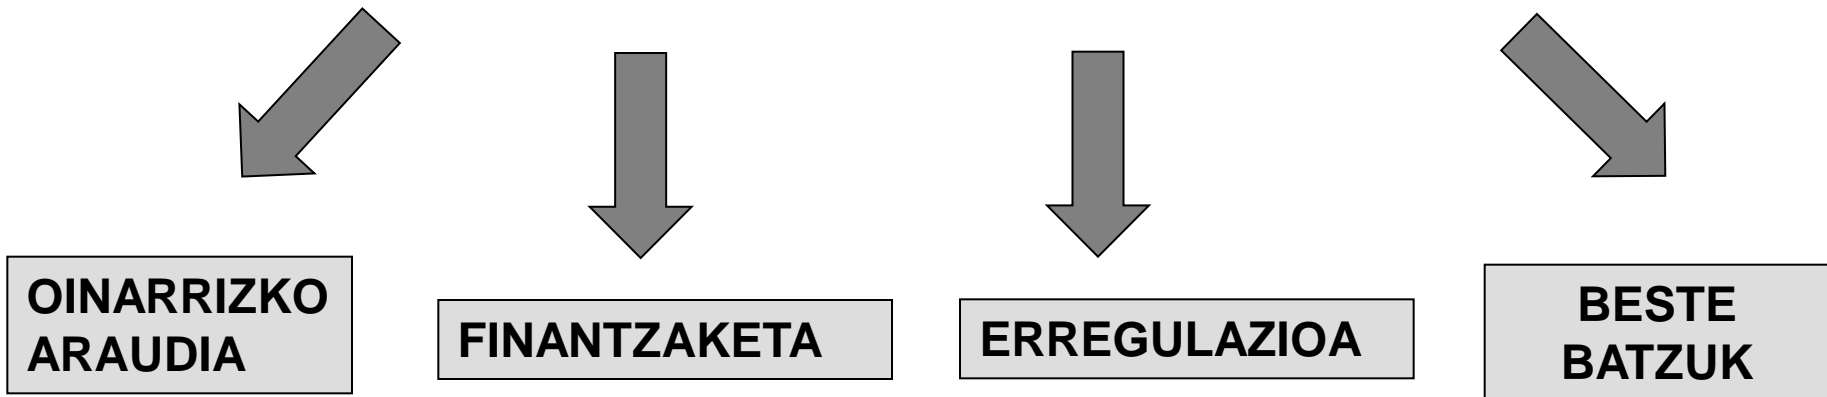 OINARRIZKO
ARAUDIA
FINANTZAKETA
ERREGULAZIOA
BESTE
BATZUK